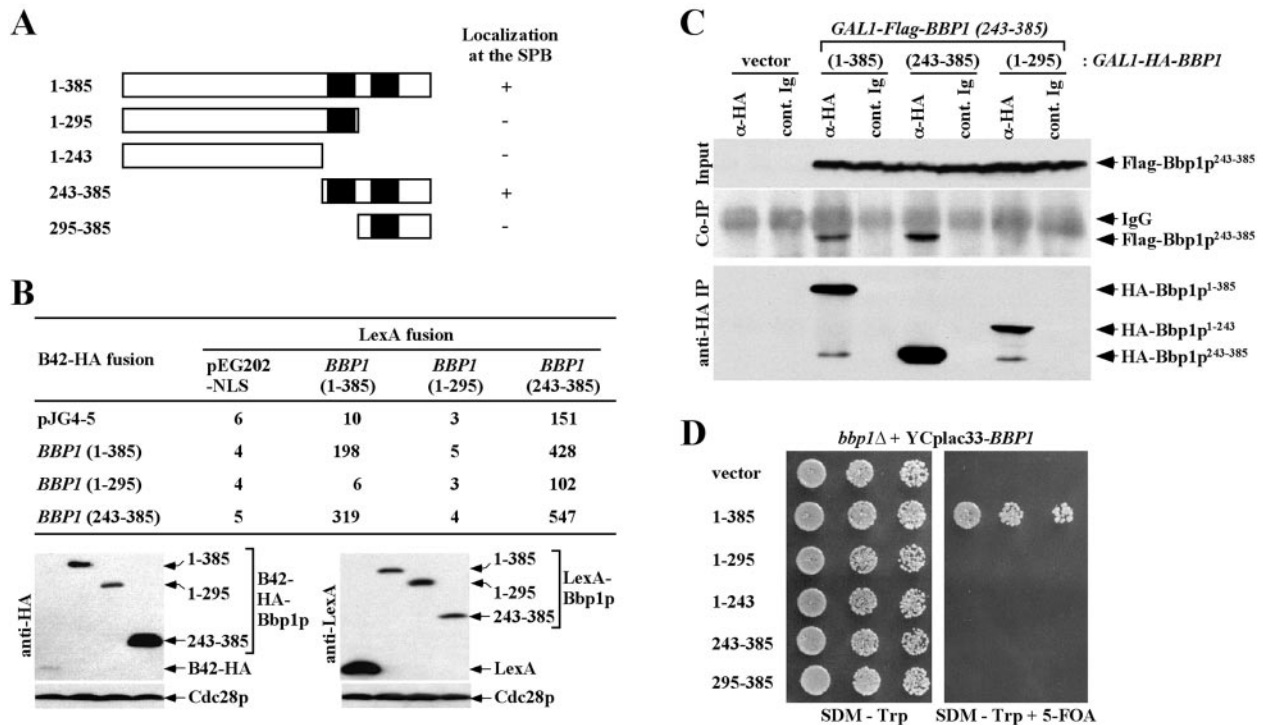 A
Localization
at the SPB
1-385 +
1-295 -
1-243 -
243-385 +
295-385 -
B
LexA fusion
B42-HA fusion
pEG202 BBP1 BBP1 BBP1
-NLS (1-385) (1-295) (243-385)
pJG4-5 6 10 3 151
BBP1 (1-385) 4 198 5 428
BBP1 (1-295) 4 6 3 102
BBP1 (243-385) 5 319 4 547
anti-HA
1-385
1-295
243-385
B42-
HA-
Bbp1p
B42-HA
Cdc28p
anti-LexA
1-385
1-295
243-385
LexA-
Bbp1p
LexA
Cdc28p
C
GAL1-Flag-BBP1 (243-385)
vector (1-385) (243-385) (1-295) : GAL1-HA-BBP1
α-HA cont. Ig α-HA cont. Ig α-HA cont. Ig α-HA cont. Ig
Input
Flag-Bbp1p243-385
Co-IP
IgG
Flag-Bbp1p243-385
anti-HA IP
HA-Bbp1p1-385
HA-Bbp1p1-243
HA-Bbp1p243-385
D
bbp1Δ + YCplac33-BBP1
vector
1-385
1-295
1-243
243-385
295-385
SDM - Trp SDM - Trp + 5-FOA